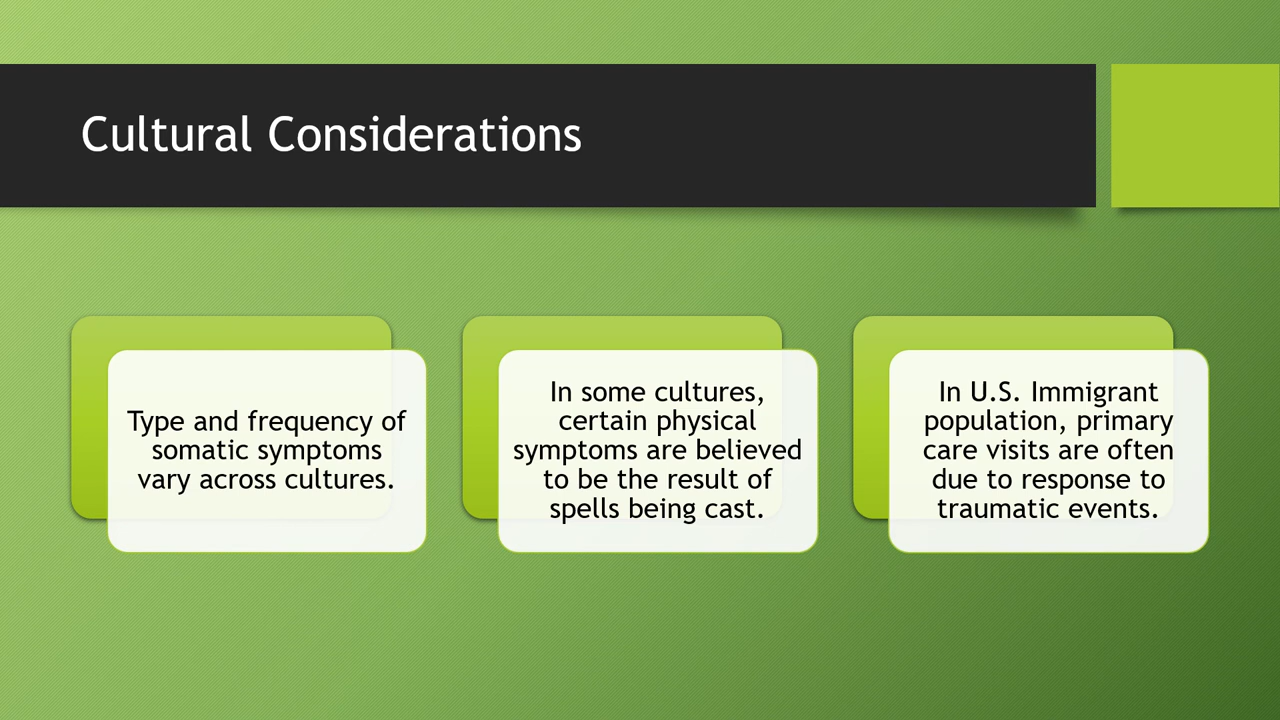 Cultural Considerations
Type and frequency of
somatic symptoms
vary across cultures.
In some cultures,
certain physical
symptoms are believed
to be the result of
spells being cast.
In U.S. Immigrant
population, primary
care visits are often
due to response to
traumatic events.